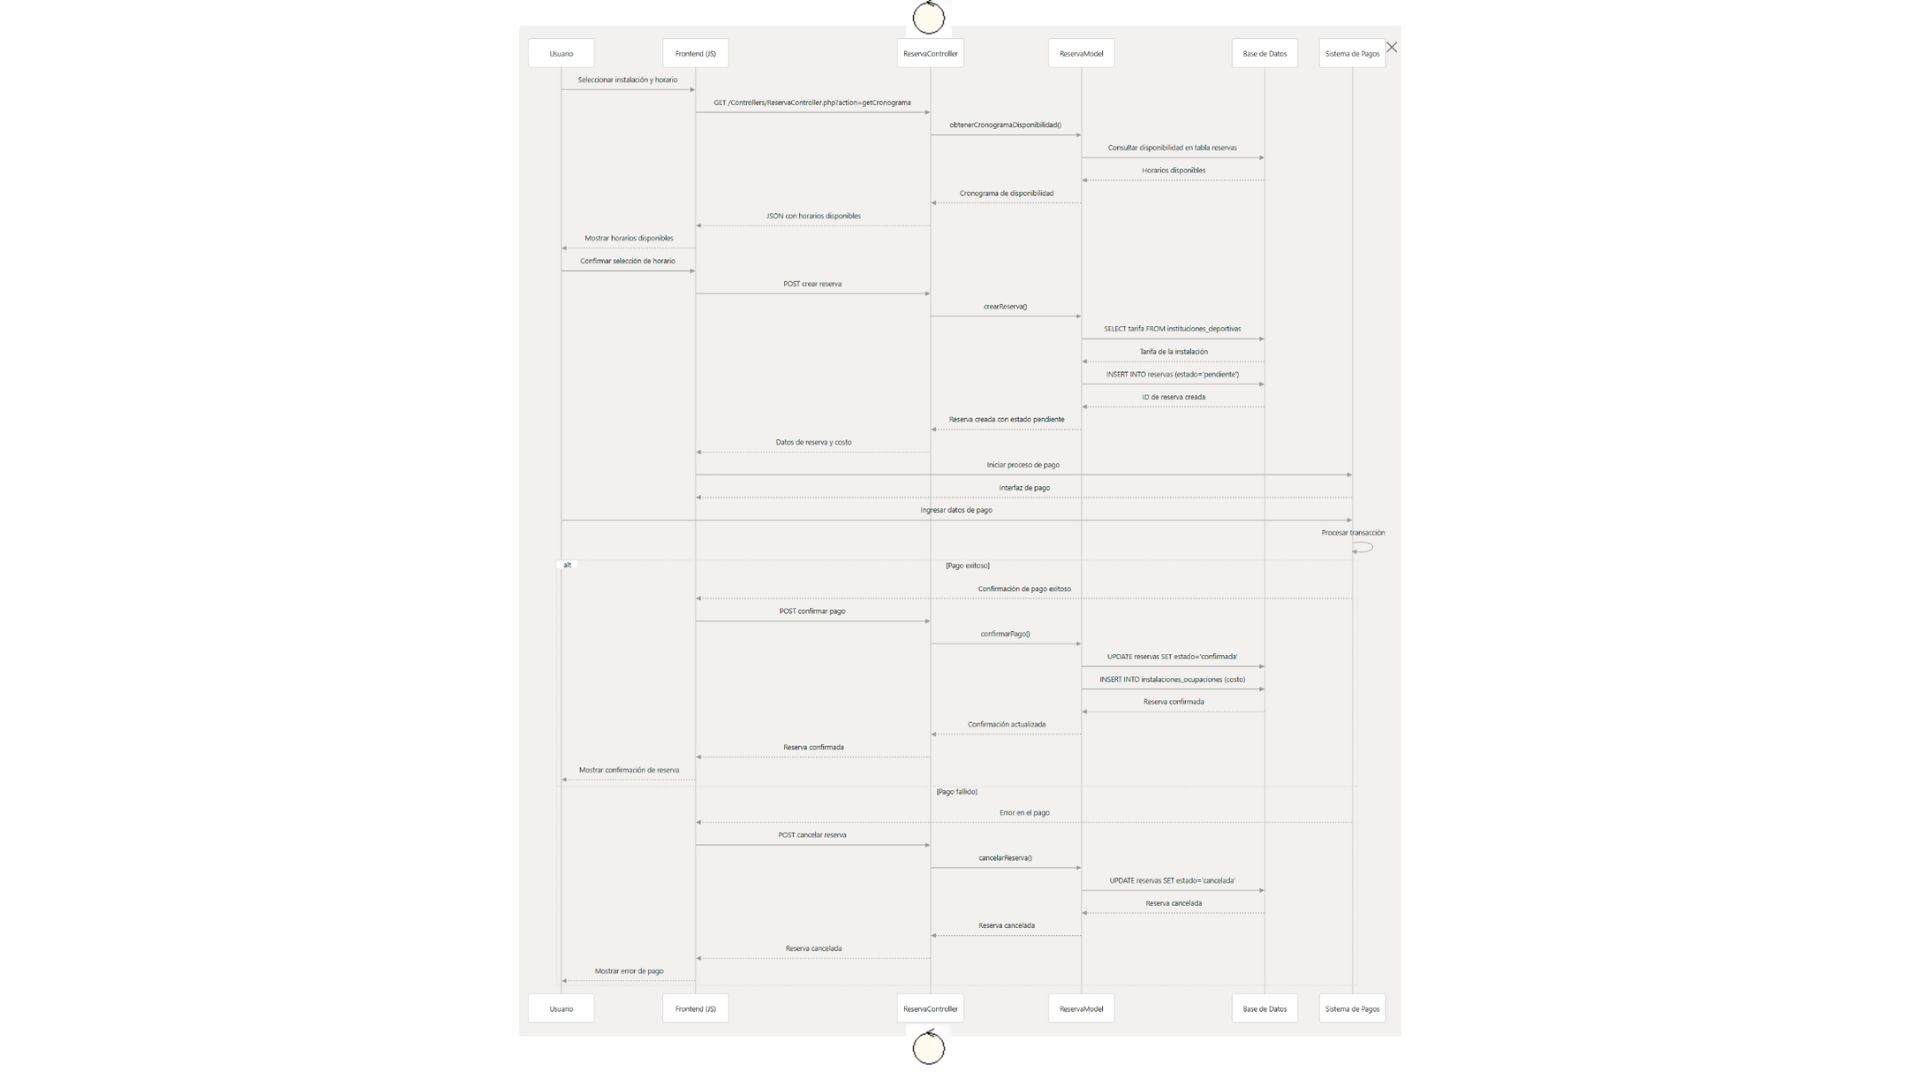 Usuario
Frontend (JS)
ReservaController
ReservaModel
Base de Datos
Sistema de Pagos
Seleccionar instalación y horario
GET /Controllers/ReservaController.php?action=getCronograma
obtenerCronogramaDisponibilidad()
Consultar disponibilidad en tabla reservas
Horarios disponibles
Cronograma de disponibilidad
JSON con horarios disponibles
Mostrar horarios disponibles
Confirmar selección de horario
POST crear reserva
crearReserva()
SELECT tarifa FROM instituciones_deportivas
Tarifa de la instalación
INSERT INTO reservas (estado='pendiente')
ID de reserva creada
Reserva creada con estado pendiente
Datos de reserva y costo
Iniciar proceso de pago
Interfaz de pago
Ingresar datos de pago
Procesar transacción
alt
[Pago exitoso]
Confirmación de pago exitoso
POST confirmar pago
confirmarPago()
UPDATE reservas SET estado='confirmada'
INSERT INTO instalaciones_ocupaciones (costo)
Reserva confirmada
Confirmación actualizada
Reserva confirmada
Mostrar confirmación de reserva
[Pago fallido]
Error en el pago
POST cancelar reserva
cancelarReserva()
UPDATE reservas SET estado='cancelada'
Reserva cancelada
Reserva cancelada
Reserva cancelada
Mostrar error de pago
Usuario
Frontend (JS)
ReservaController
ReservaModel
Base de Datos
Sistema de Pagos